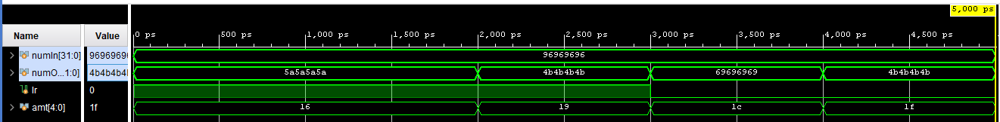 5,000 ps
Name Value 0 ps 500 ps 1,000 ps 1,500 ps 2,000 ps 2,500 ps 3,000 ps 3,500 ps 4,000 ps 4,500 ps
numIn[31:0] 9696969 96969696
numO...1:0] 4b4b4b4 5a5a5a5a 4b4b4b4b 69696969 4b4b4b4b
lr 0
amt[4:0] 1f 16 19 1c 1f